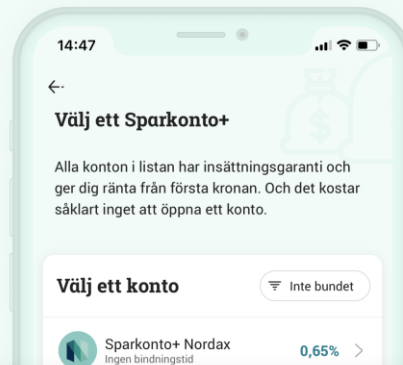 14:47
Välj ett Sparkonto+
Alla konton i listan har insättningsgaranti och
ger dig ränta från första kronan. Och det kostar
såklart inget att öppna ett konto.
Välj ett konto
Inte bundet
Sparkonto+ Nordax
Ingen bindningstid
0,65%